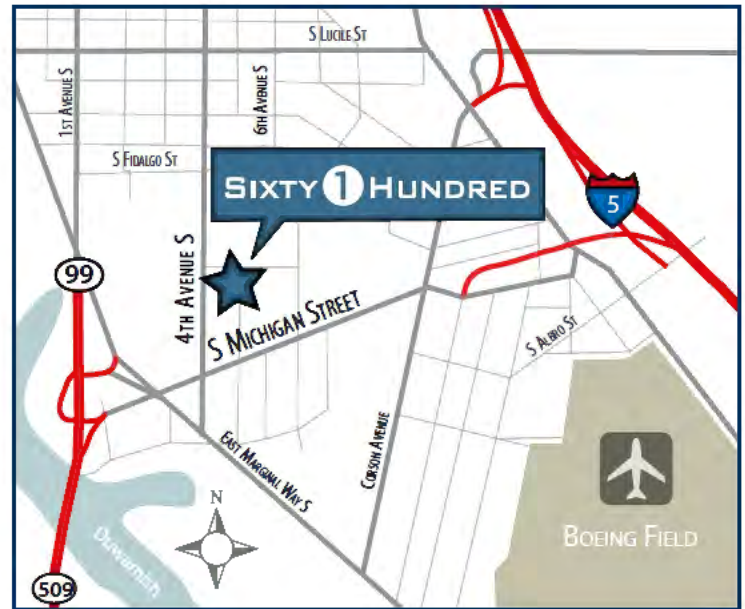 S LUCILE ST
1ST AVENUE S
6TH AVENUE S
S FIDALGO ST
SIXTY 1 HUNDRED
5
99
4TH AVENUE S
S MICHIGAN STREET
S ALBRO ST
EAST MARGINAL WAY S
CORSON AVENUE
N
BOEING FIELD
Duwamish
509